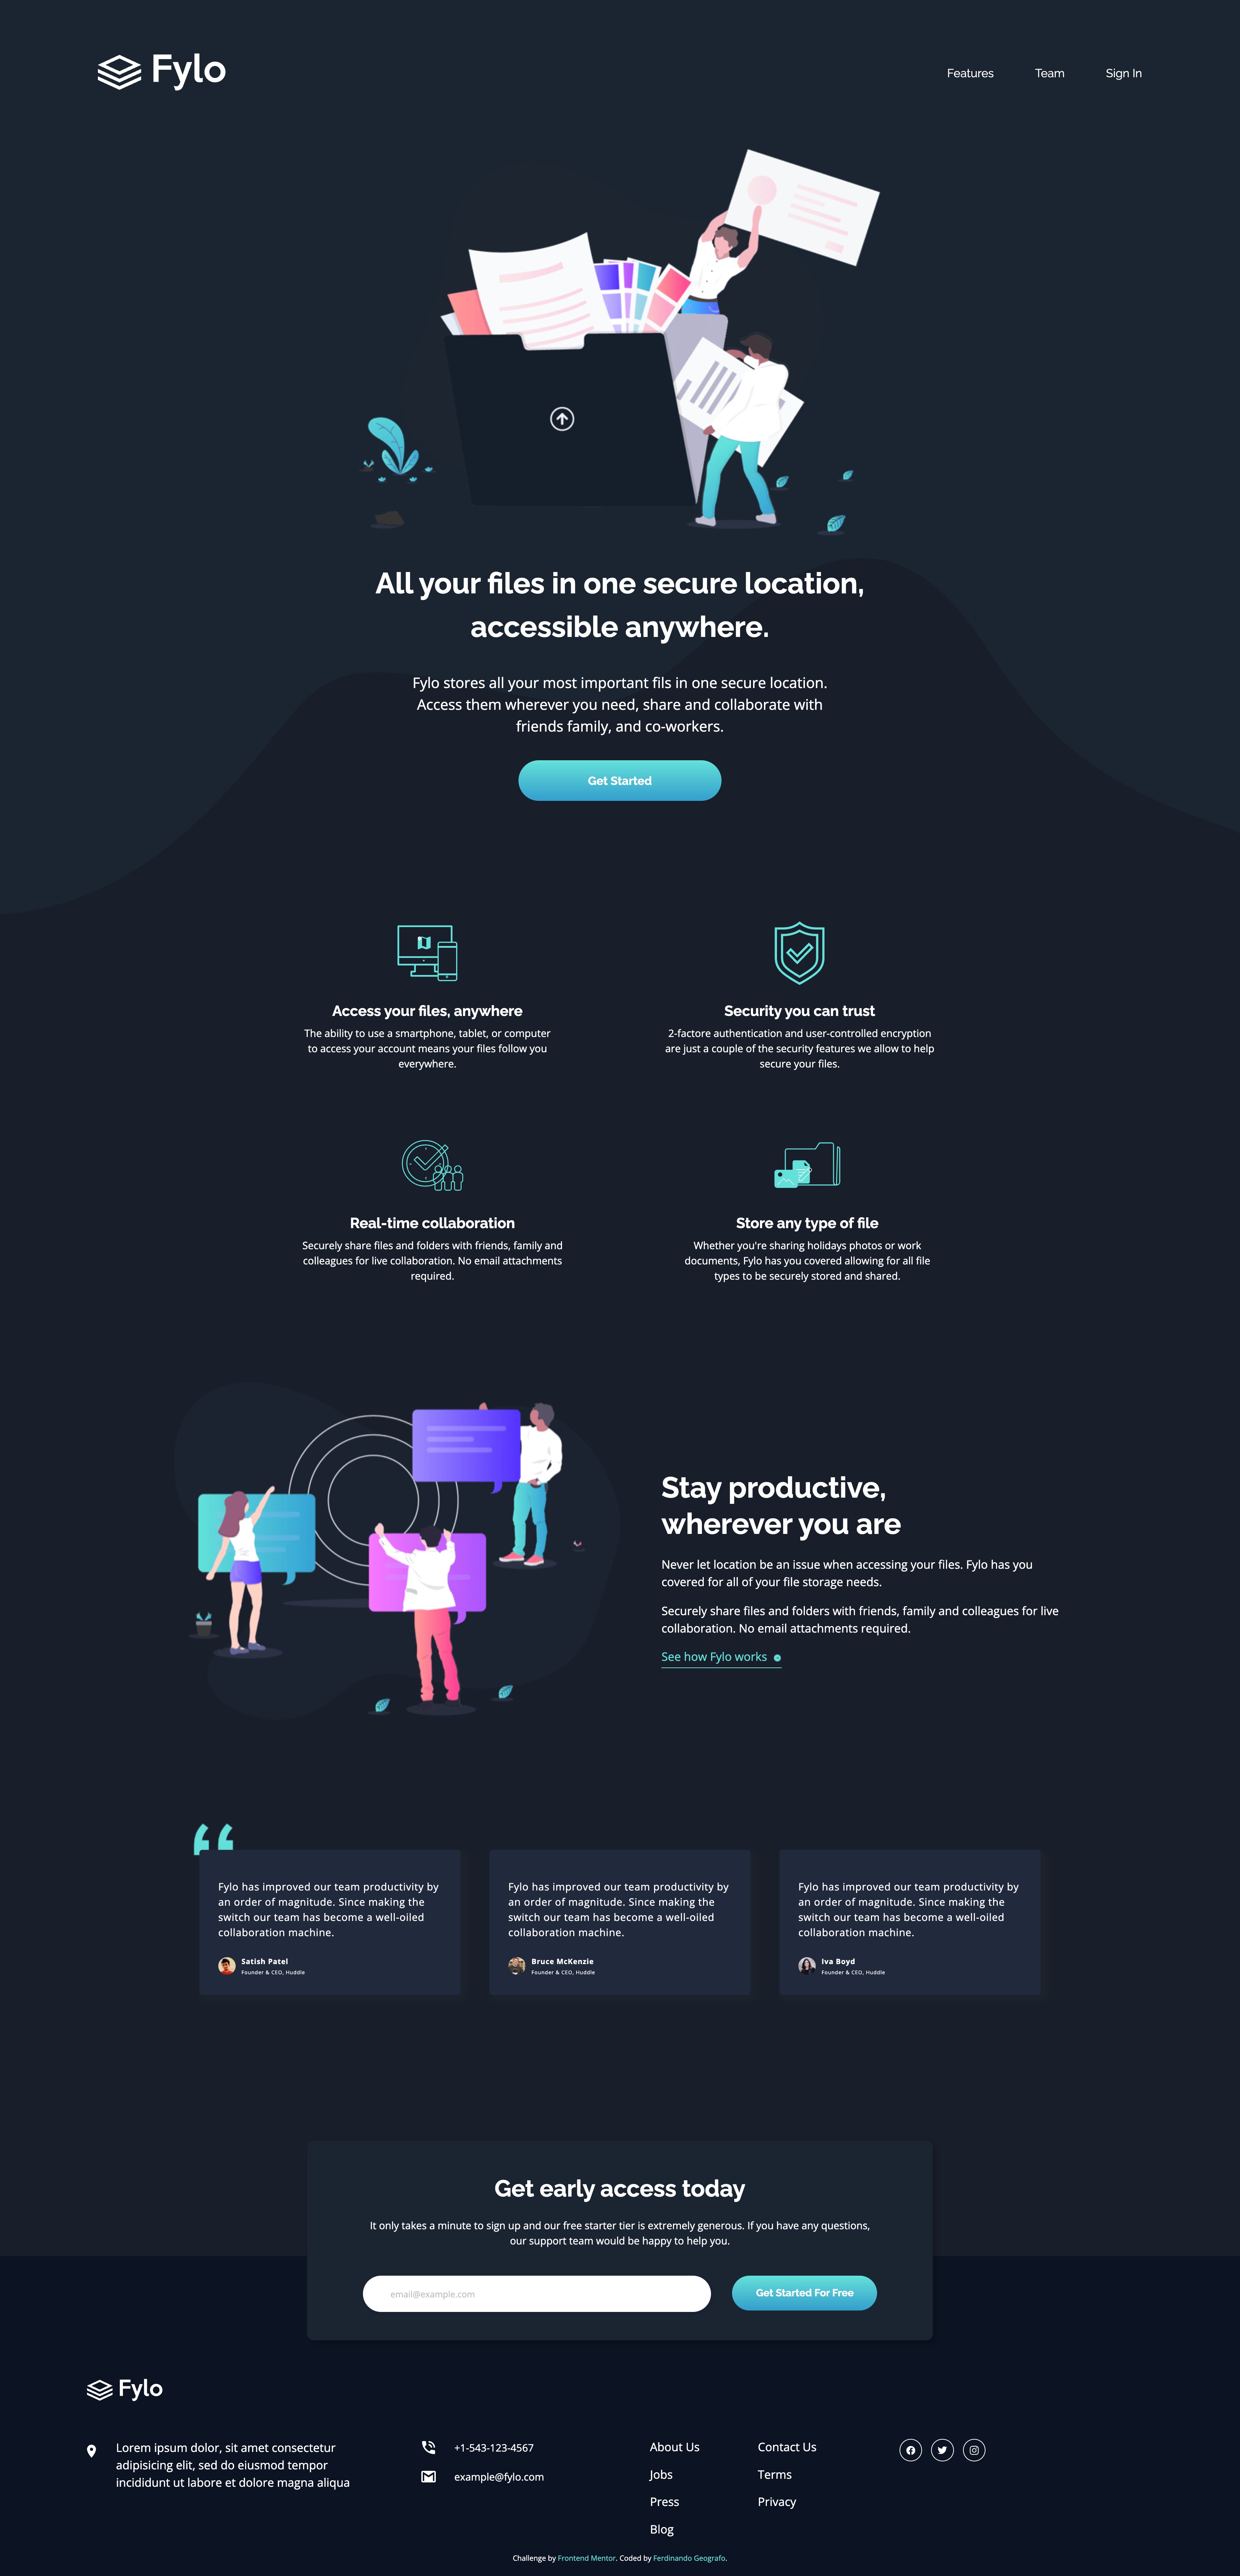 Fylo
Features
Team
Sign In
All your files in one secure location,
accessible anywhere.
Fylo stores all your most important fils in one secure location.
Access them wherever you need, share and collaborate with
friends family, and co-workers.
Get Started
Access your files, anywhere
The ability to use a smartphone, tablet, or computer
to access your account means your files follow you
everywhere.
Security you can trust
2-factore authentication and user-controlled encryption
are just a couple of the security features we allow to help
secure your files.
Real-time collaboration
Securely share files and folders with friends, family and
colleagues for live collaboration. No email attachments
required.
Store any type of file
Whether you're sharing holidays photos or work
documents, Fylo has you covered allowing for all file
types to be securely stored and shared.
Stay productive,
wherever you are
Never let location be an issue when accessing your files. Fylo has you
covered for all of your file storage needs.
Securely share files and folders with friends, family and colleagues for live
collaboration. No email attachments required.
See how Fylo works
Fylo has improved our team productivity by
an order of magnitude. Since making the
switch our team has become a well-oiled
collaboration machine.
Satish Patel
Founder & CEO, Huddle
Fylo has improved our team productivity by
an order of magnitude. Since making the
switch our team has become a well-oiled
collaboration machine.
Bruce McKenzie
Founder & CEO, Huddle
Fylo has improved our team productivity by
an order of magnitude. Since making the
switch our team has become a well-oiled
collaboration machine.
Iva Boyd
Founder & CEO, Huddle
Get early access today
It only takes a minute to sign up and our free starter tier is extremely generous. If you have any questions,
our support team would be happy to help you.
email@example.com
Get Started For Free
Fylo
Lorem ipsum dolor, sit amet consectetur
adipisicing elit, sed do eiusmod tempor
incididunt ut labore et dolore magna aliqua
+1-543-123-4567
example@fylo.com
About Us
Jobs
Press
Blog
Contact Us
Terms
Privacy
Challenge by Frontend Mentor. Coded by Ferdinando Geografo.